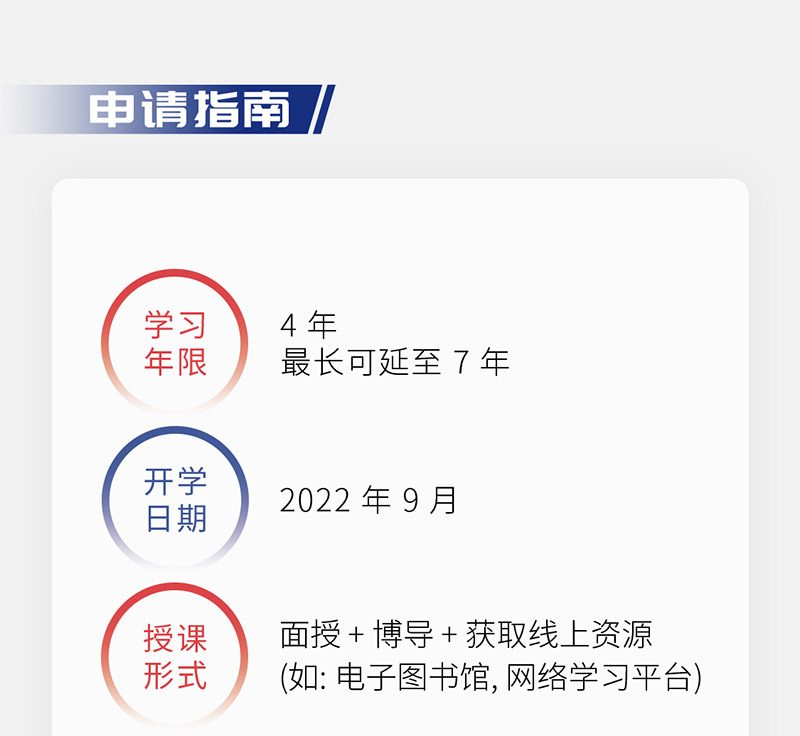 申请指南
学习
年限
4 年
最长可延至 7 年
开学
日期
2022 年 9 月
授课
形式
面授 + 博导 + 获取线上资源
(如: 电子图书馆, 网络学习平台)